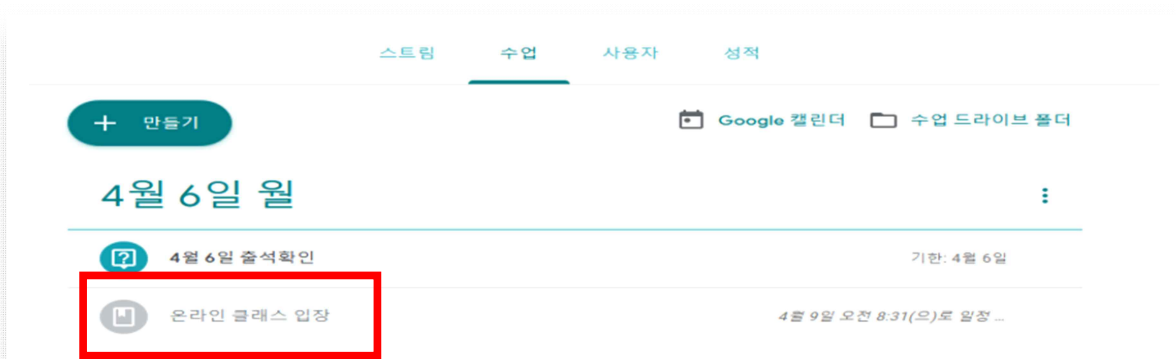 스트림 수업 사용자 성적
+ 만들기 Google 캘린더 수업 드라이브 폴더
4월 6일 월
4월 6일 출석확인 기한: 4월 6일
온라인 클래스 입장 4월 9일 오전 8:31(으)로 일정 ...